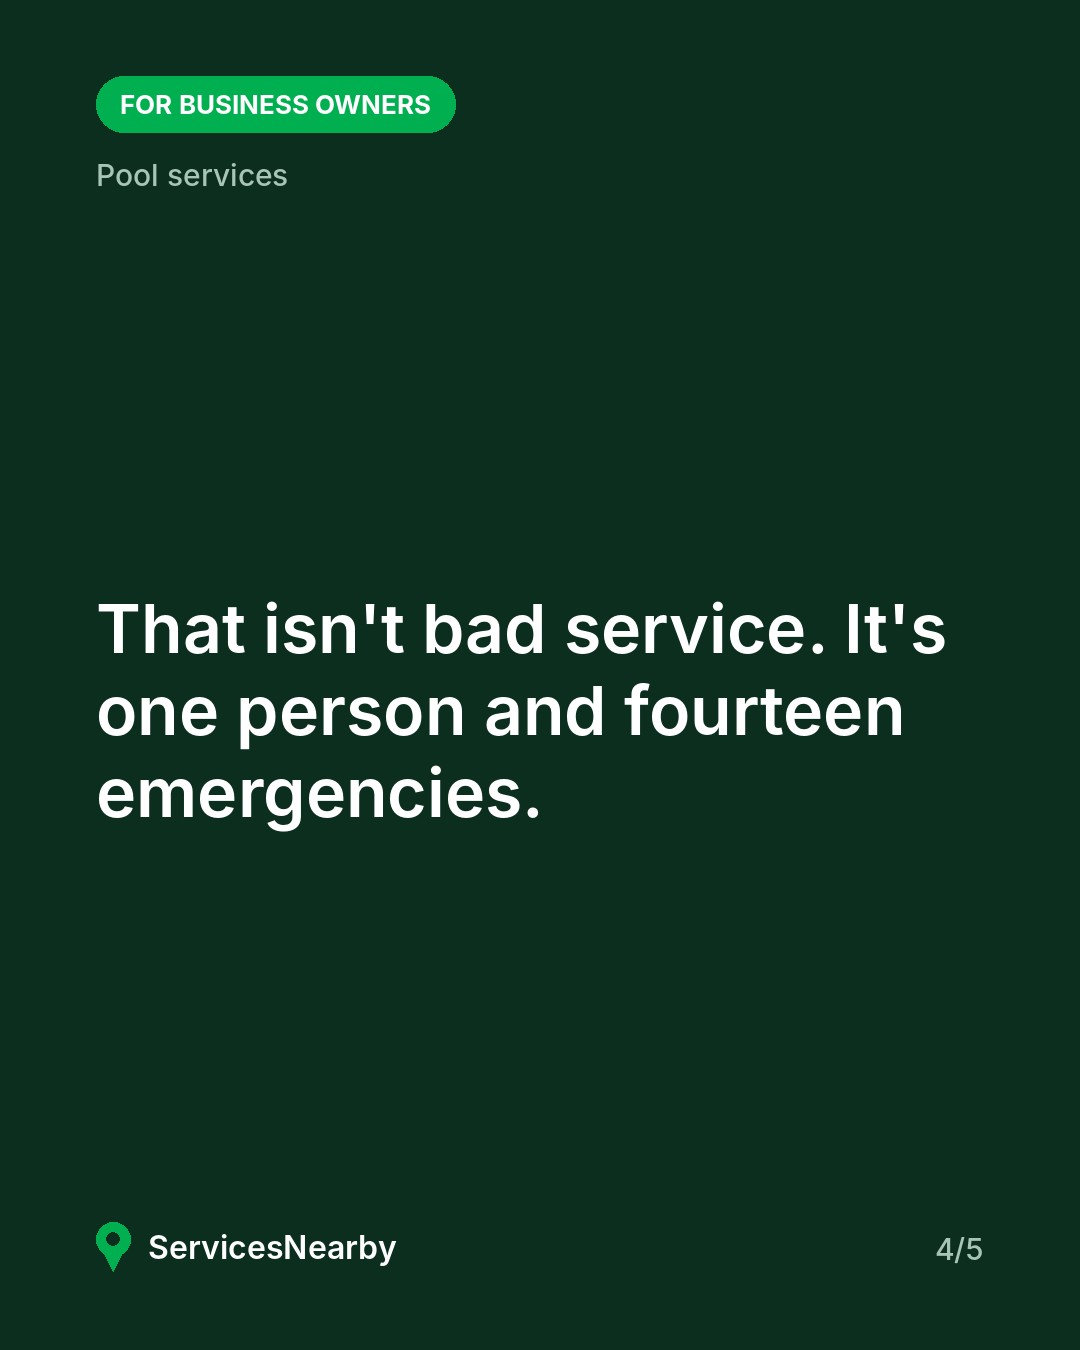 FOR BUSINESS OWNERS
Pool services
That isn't bad service. It's
one person and fourteen
emergencies.
ServicesNearby
4/5